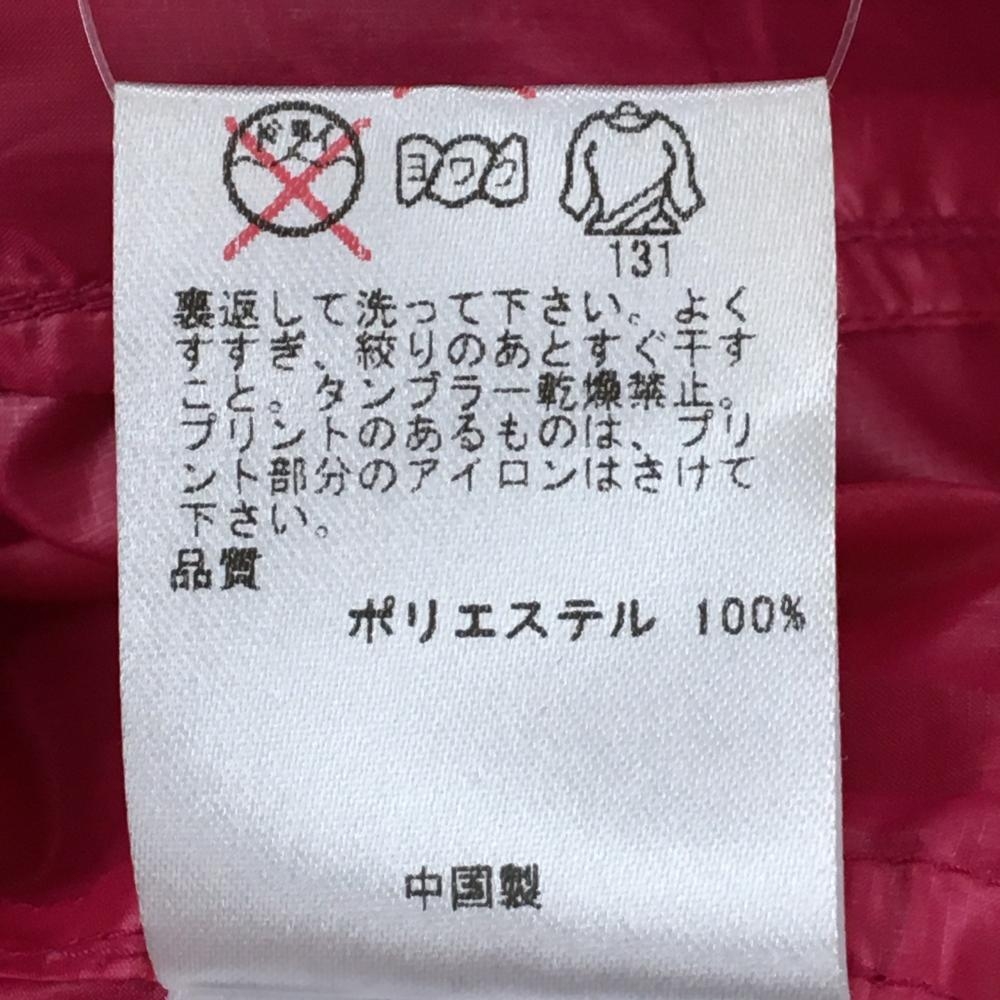 ドライ
ヨワク
131
裏返して洗って下さい。よく
すすぎ、絞りのあとすぐ干す
こと。タンブラー乾燥禁止。
プリントのあるものは、プリ
ント部分のアイロンはさけて
下さい。
品質
ポリエステル 100%
中国製